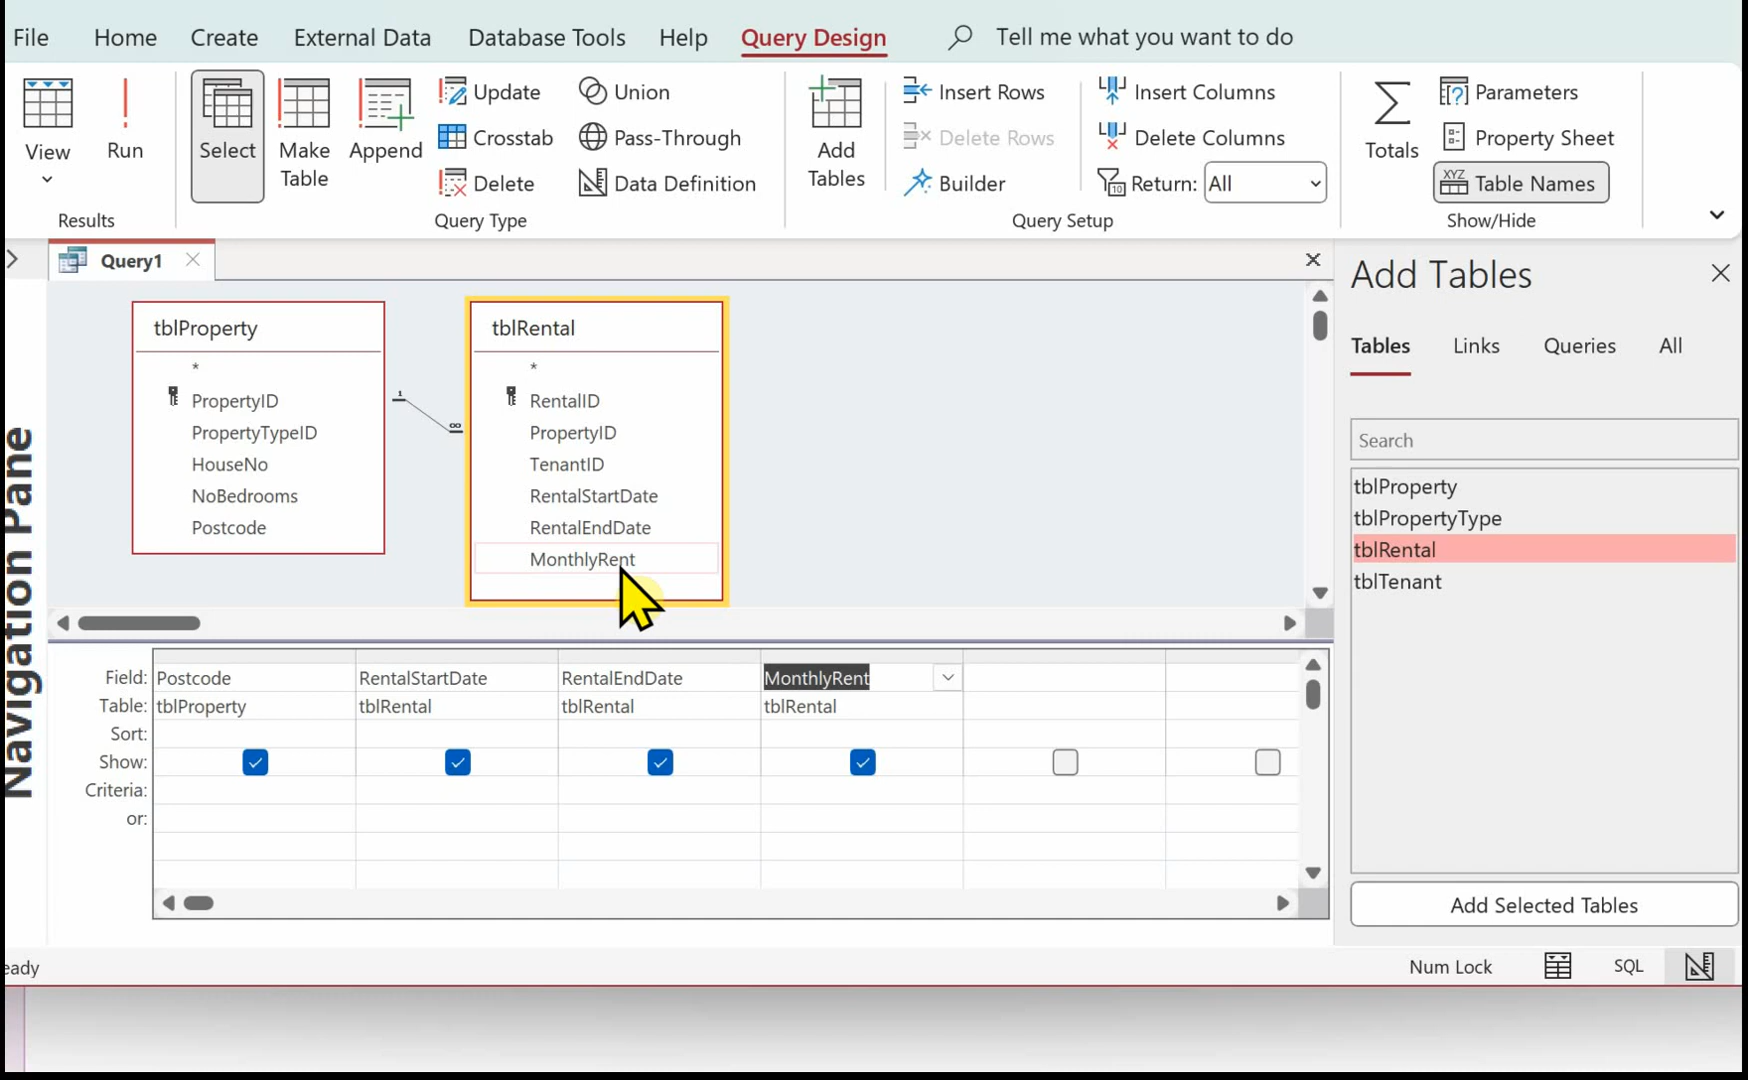 File Home Create External Data Database Tools Help Query Design Tell me what you want to do
View
Run
Select
Make Table
Append
Update
Crosstab
Delete
Union
Pass-Through
Data Definition
Add Tables
Insert Rows
Delete Rows
Builder
Insert Columns
Delete Columns
Return: All
Totals
Parameters
Property Sheet
Table Names
Results
Query Type
Query Setup
Show/Hide
Query1
Navigation Pane
tblProperty
*
PropertyID
PropertyTypeID
HouseNo
NoBedrooms
Postcode
1
∞
tblRental
*
RentalID
PropertyID
TenantID
RentalStartDate
RentalEndDate
MonthlyRent
Field: Postcode RentalStartDate RentalEndDate MonthlyRent
Table: tblProperty tblRental tblRental tblRental
Sort:
Show:
Criteria:
or:
Add Tables
Tables Links Queries All
Search
tblProperty
tblPropertyType
tblRental
tblTenant
Add Selected Tables
eady
Num Lock
SQL